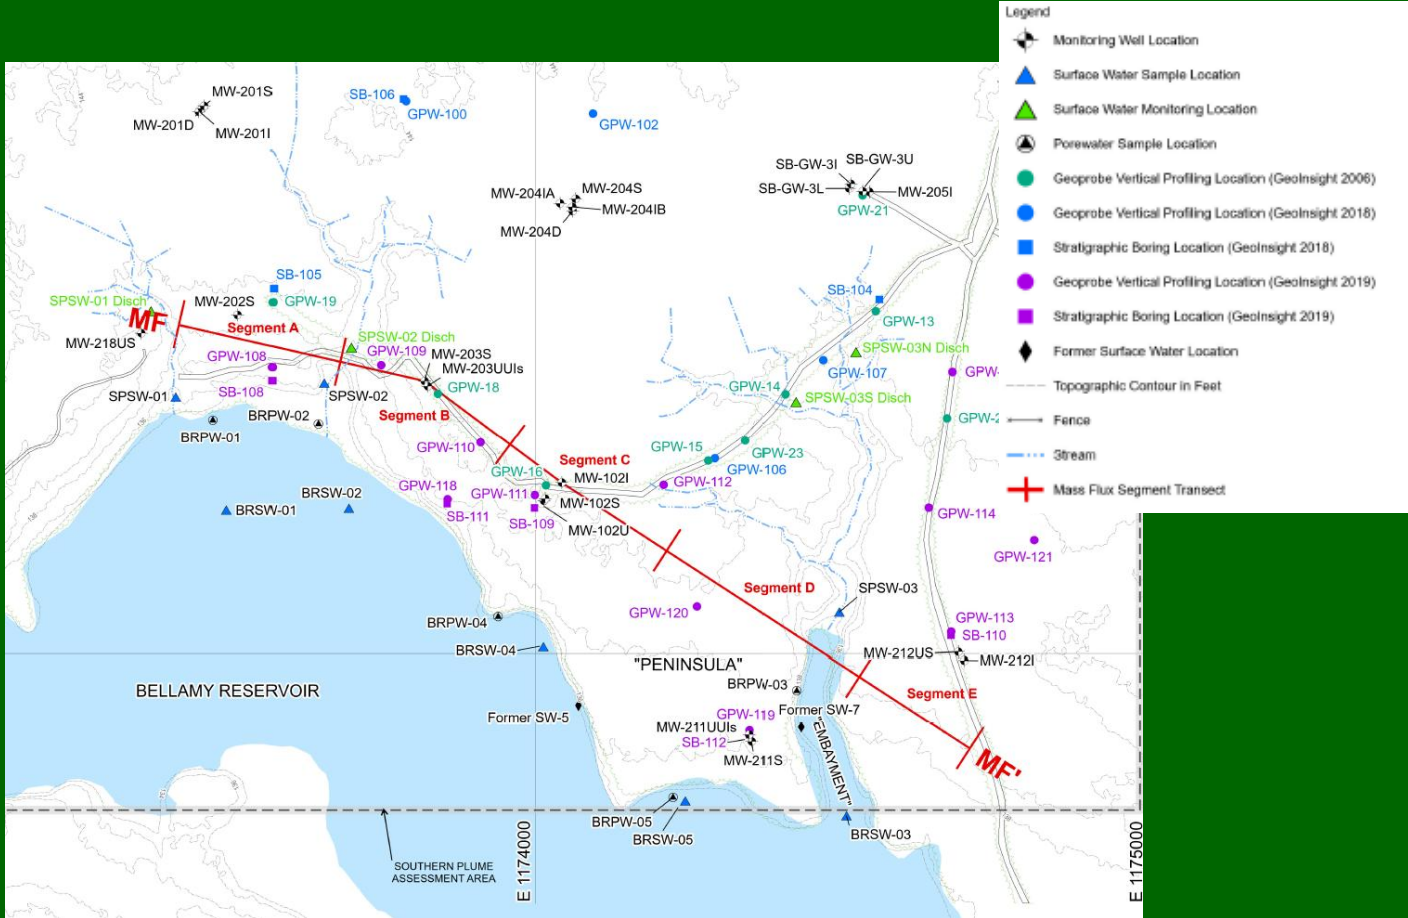 Legend
Monitoring Well Location
Surface Water Sample Location
Surface Water Monitoring Location
Porewater Sample Location
Geoprobe Vertical Profiling Location (GeoInsight 2006)
Geoprobe Vertical Profiling Location (GeoInsight 2018)
Stratigraphic Boring Location (GeoInsight 2018)
Geoprobe Vertical Profiling Location (GeoInsight 2019)
Stratigraphic Boring Location (GeoInsight 2019)
Former Surface Water Location
Topographic Contour in Feet
Fence
Stream
Mass Flux Segment Transect
MW-201S
MW-201D
MW-201I
SB-106
GPW-100
GPW-102
SB-GW-3I
SB-GW-3U
SB-GW-3L
MW-205I
GPW-21
MW-204IA
MW-204S
MW-204IB
MW-204D
SB-105
GPW-19
SPSW-01 Disch
MW-202S
MF
Segment A
MW-218US
SPSW-02 Disch
GPW-108
GPW-109
MW-203S
MW-203UUIs
SB-108
GPW-18
SPSW-01
SPSW-02
BRPW-02
Segment B
BRPW-01
GPW-110
SB-104
GPW-13
SPSW-03N Disch
GPW-107
GPW-14
SPSW-03S Disch
GPW-
GPW-2
GPW-15
GPW-23
GPW-106
Segment C
GPW-16
MW-102I
GPW-112
GPW-118
GPW-111
MW-102S
SB-111
SB-109
MW-102U
BRSW-02
BRSW-01
GPW-114
GPW-121
Segment D
SPSW-03
GPW-120
GPW-113
SB-110
BRPW-04
BRSW-04
MW-212US
MW-212I
"PENINSULA"
BELLAMY RESERVOIR
BRPW-03
Segment E
Former SW-5
GPW-119
Former SW-7
MW-211UUIs
SB-112
MW-211S
"EMBAYMENT"
MF'
BRPW-05
BRSW-05
BRSW-03
SOUTHERN PLUME
ASSESSMENT AREA
E 1174000
E 1175000